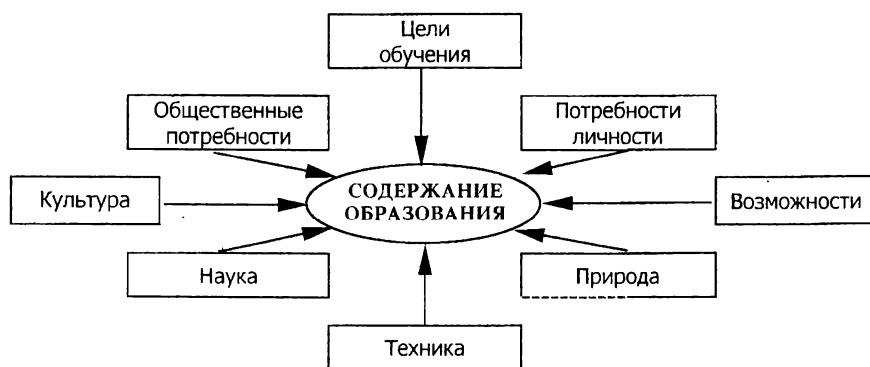 Цели
обучения
Общественные
потребности
Потребности
личности
Культура
СОДЕРЖАНИЕ
ОБРАЗОВАНИЯ
Возможности
Наука
Природа
Техника